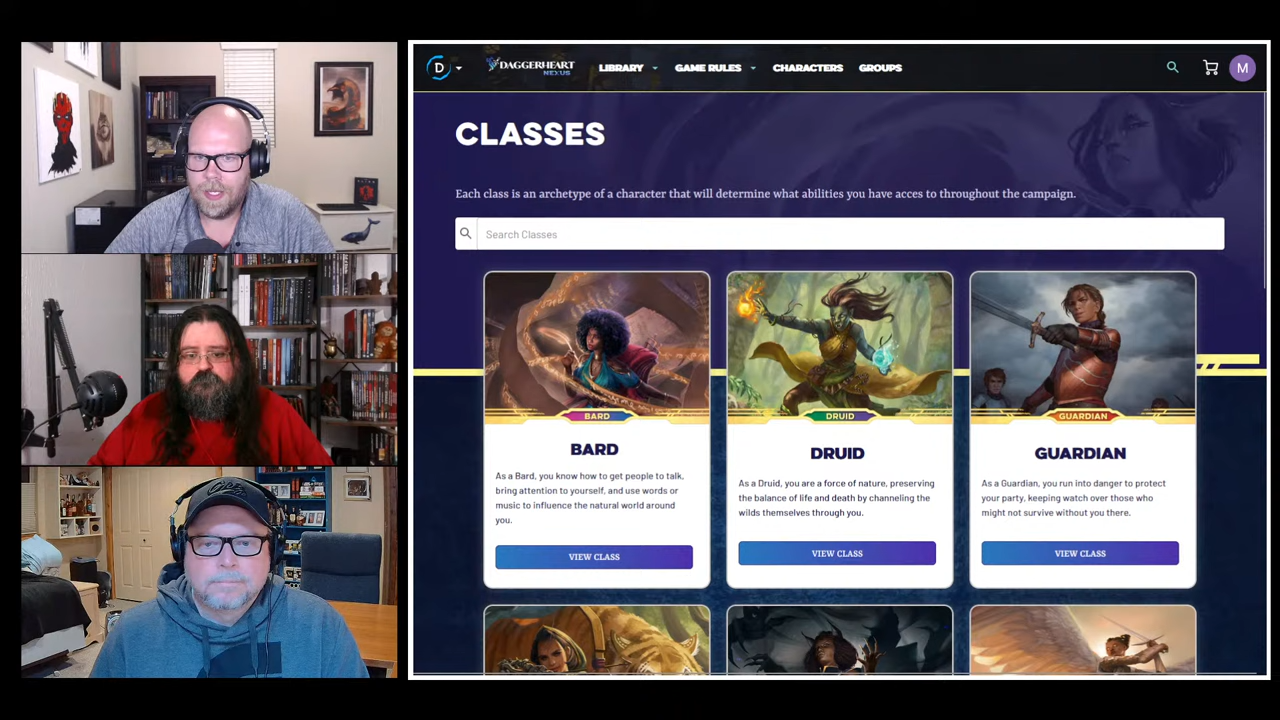 D
DAGGERHEART
NEXUS
LIBRARY
GAME RULES
CHARACTERS
GROUPS
M
CLASSES
Each class is an archetype of a character that will determine what abilities you have acces to throughout the campaign.
Search Classes
BARD
DRUID
GUARDIAN
BARD
As a Bard, you know how to get people to talk,
bring attention to yourself, and use words or
music to influence the natural world around
you.
VIEW CLASS
DRUID
As a Druid, you are a force of nature, preserving
the balance of life and death by channeling the
wilds themselves through you.
VIEW CLASS
GUARDIAN
As a Guardian, you run into danger to protect
your party, keeping watch over those who
might not survive without you there.
VIEW CLASS